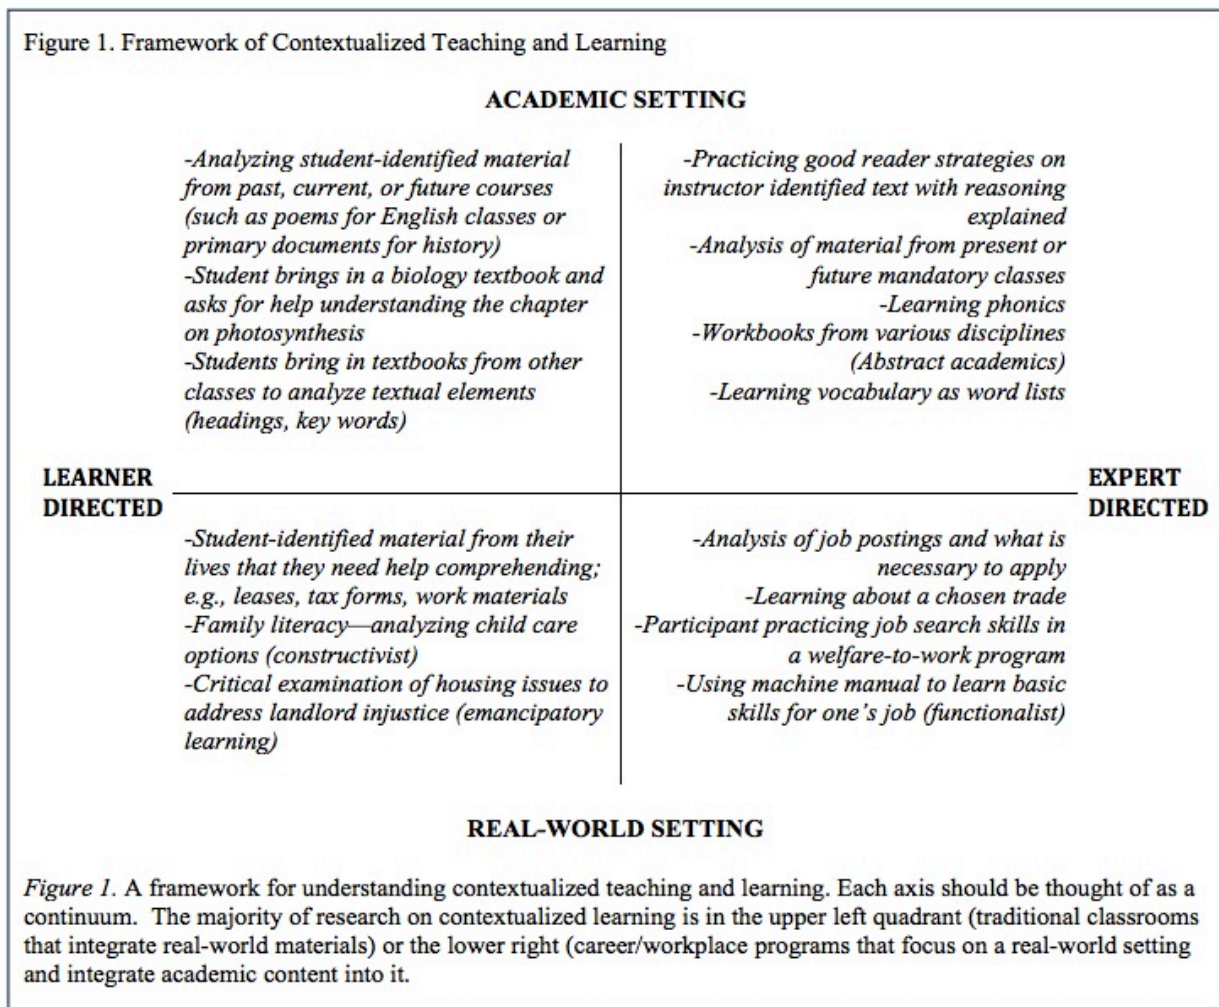 Figure 1. Framework of Contextualized Teaching and Learning
ACADEMIC SETTING
-Analyzing student-identified material
from past, current, or future courses
(such as poems for English classes or
primary documents for history)
-Student brings in a biology textbook and
asks for help understanding the chapter
on photosynthesis
-Students bring in textbooks from other
classes to analyze textual elements
(headings, key words)
-Practicing good reader strategies on
instructor identified text with reasoning
explained
-Analysis of material from present or
future mandatory classes
-Learning phonics
-Workbooks from various disciplines
(Abstract academics)
-Learning vocabulary as word lists
LEARNER
DIRECTED
EXPERT
DIRECTED
-Student-identified material from their
lives that they need help comprehending;
e.g., leases, tax forms, work materials
-Family literacy—analyzing child care
options (constructivist)
-Critical examination of housing issues to
address landlord injustice (emancipatory
learning)
-Analysis of job postings and what is
necessary to apply
-Learning about a chosen trade
-Participant practicing job search skills in
a welfare-to-work program
-Using machine manual to learn basic
skills for one's job (functionalist)
REAL-WORLD SETTING
Figure 1. A framework for understanding contextualized teaching and learning. Each axis should be thought of as a
continuum.  The majority of research on contextualized learning is in the upper left quadrant (traditional classrooms
that integrate real-world materials) or the lower right (career/workplace programs that focus on a real-world setting
and integrate academic content into it.